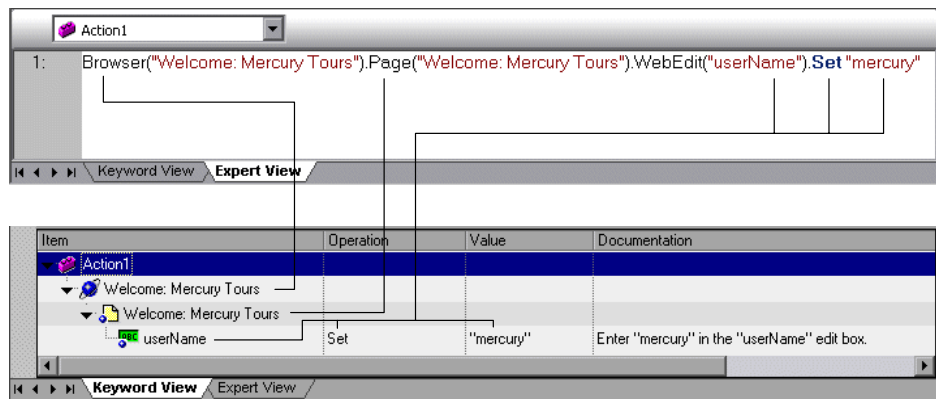 Action1
1: Browser("Welcome: Mercury Tours").Page("Welcome: Mercury Tours").WebEdit("userName").Set "mercury"
Keyword View Expert View
Item Operation Value Documentation
Action1
Welcome: Mercury Tours
Welcome: Mercury Tours
ABC userName Set "mercury" Enter "mercury" in the "userName" edit box.
Keyword View Expert View